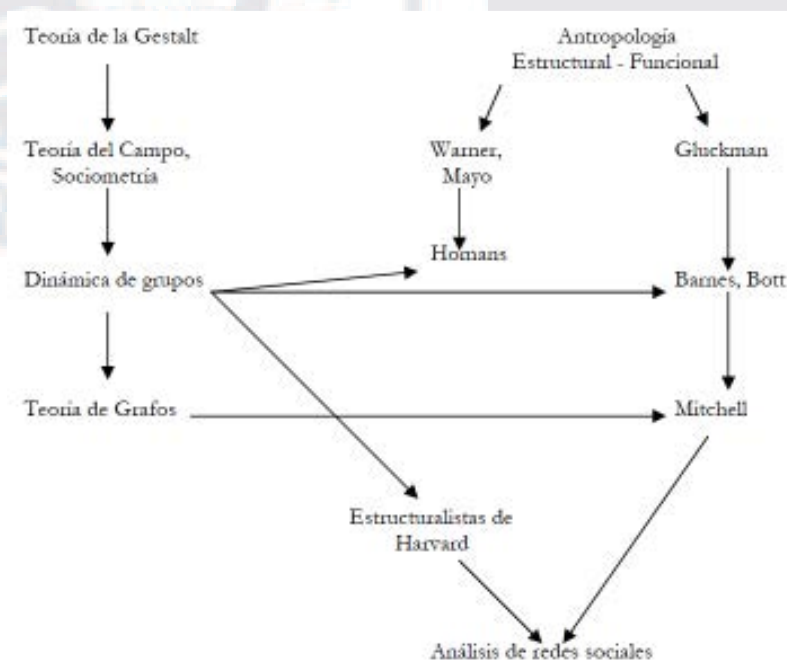 Teoría de la Gestalt
Antropología
Estructural - Funcional
Teoría del Campo,
Sociometría
Warner,
Mayo
Gluckman
Homans
Dinámica de grupos
Barnes, Bott
Teoría de Grafos
Mitchell
Estructuralistas de
Harvard
Análisis de redes sociales